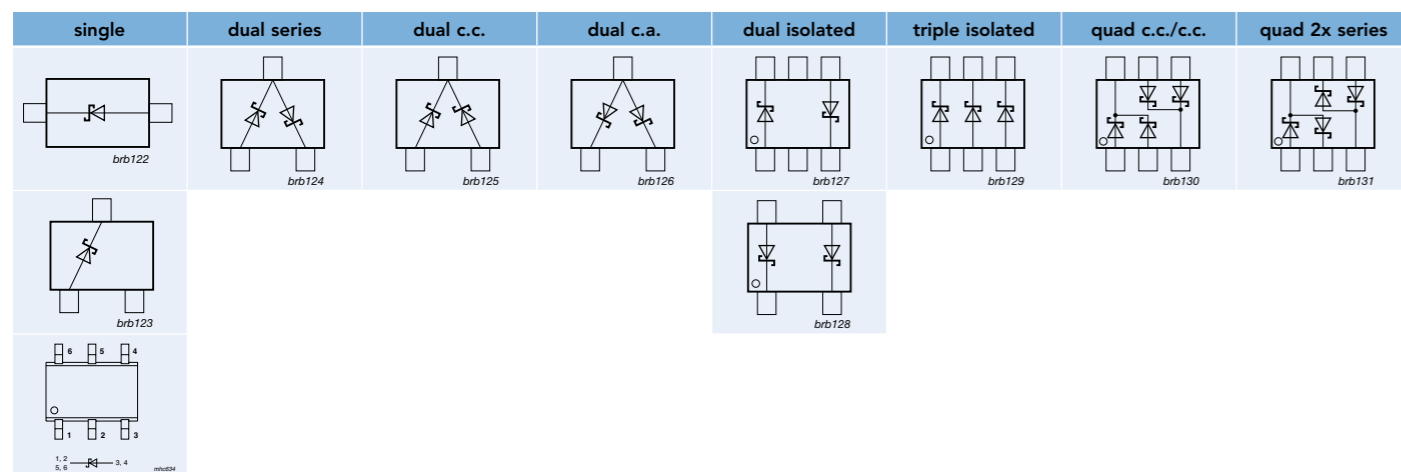 single dual series dual c.c. dual c.a. dual isolated triple isolated quad c.c./c.c. quad 2x series
brb122 brb124 brb125 brb126 brb127 brb129 brb130 brb131
brb123 brb128
6 5 4
1 2 3
1, 2 3, 4
5, 6
mhc634